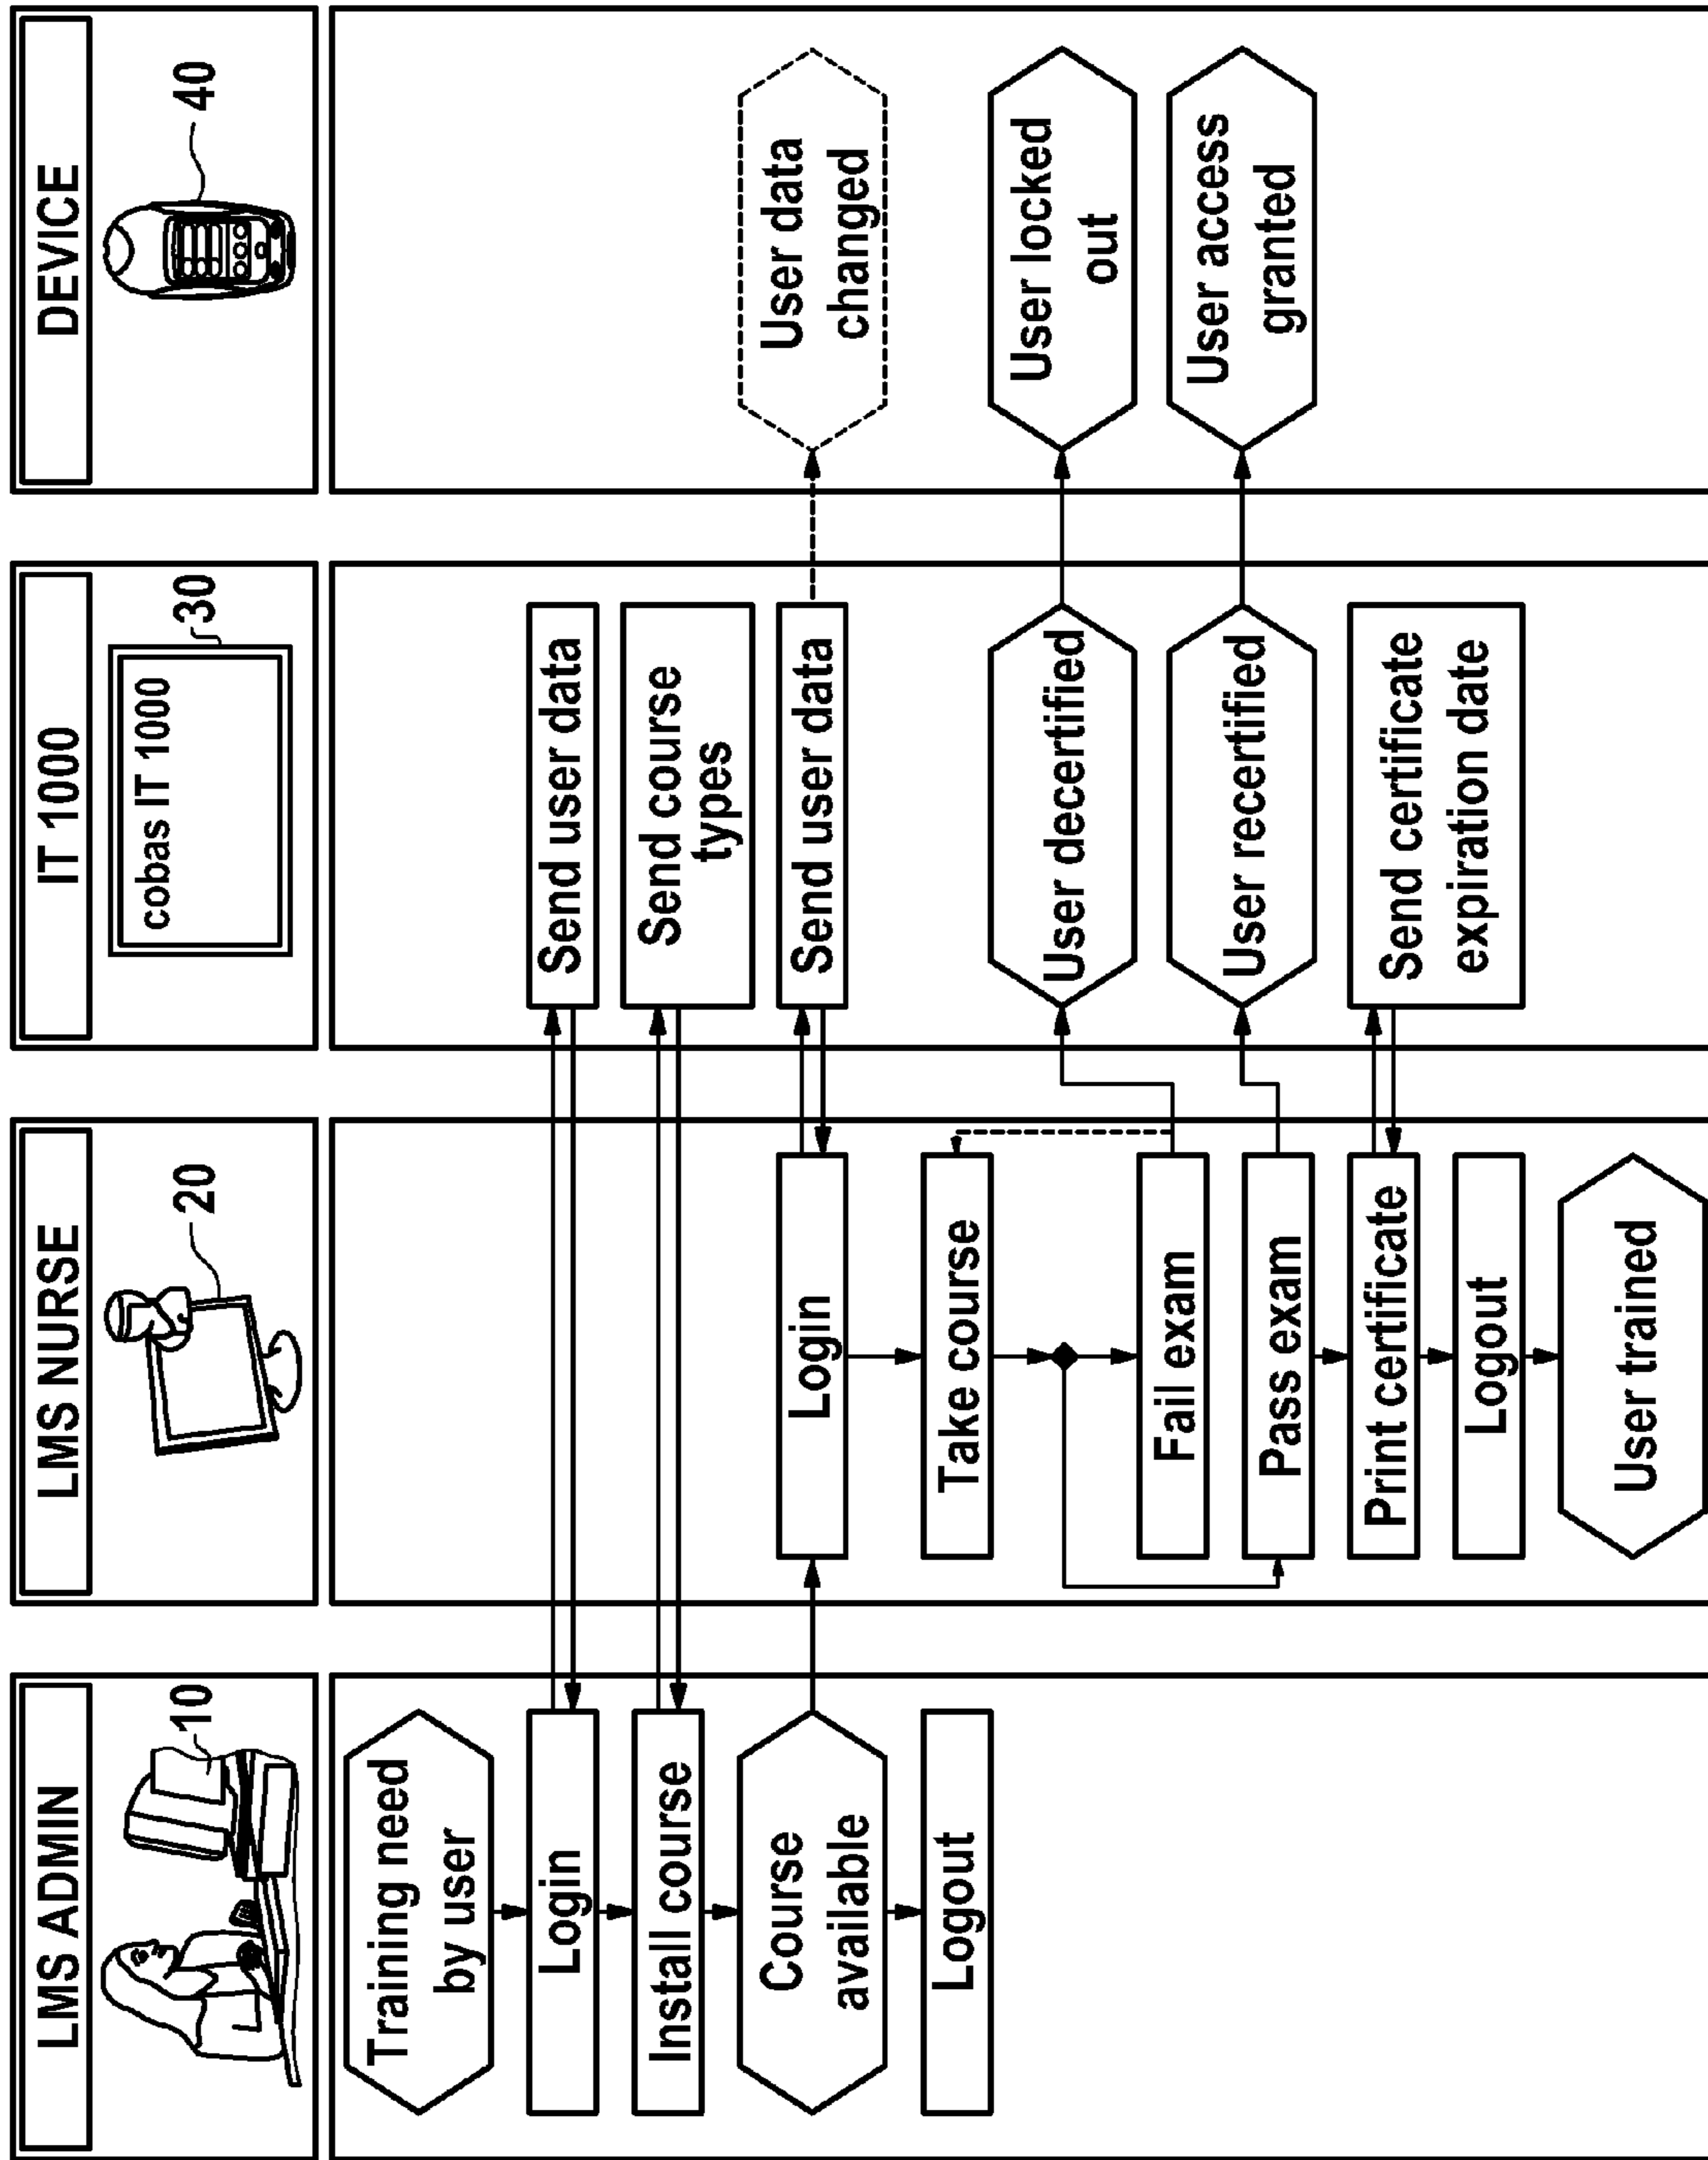 LMS ADMIN
10
Training need
by user
Login
Install course
Course
available
Logout
LMS NURSE
20
Login
Take course
Fail exam
Pass exam
Print certificate
Logout
User trained
IT 1000
cobas IT 1000
30
Send user data
Send course
types
Send user data
User decertified
User recertified
Send certificate
expiration date
DEVICE
40
User data
changed
User locked
out
User access
granted